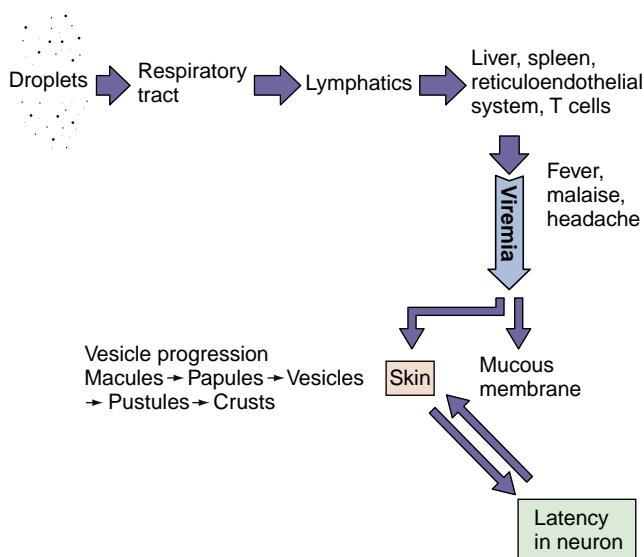 Droplets
Respiratory
tract
Lymphatics
Liver, spleen,
reticuloendothelial
system, T cells
Fever,
malaise,
headache
Viremia
Vesicle progression
Macules → Papules → Vesicles
→ Pustules → Crusts
Skin
Mucous
membrane
Latency
in neuron